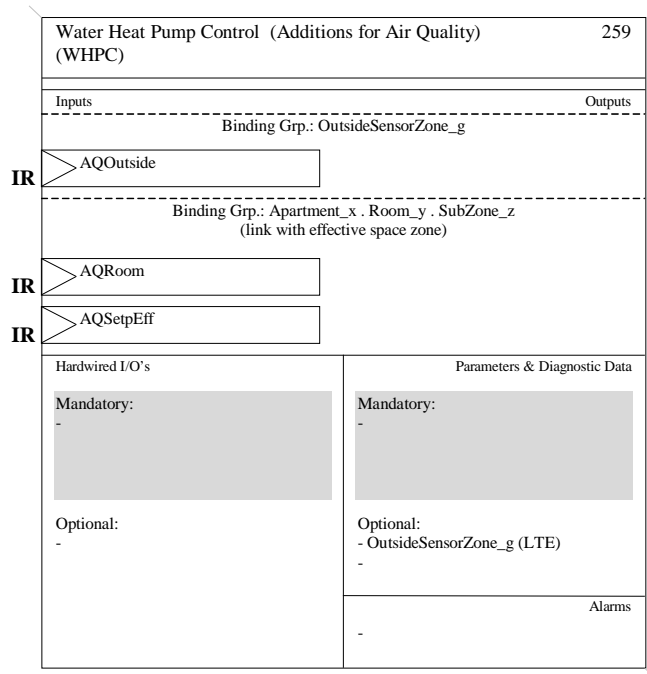 Water Heat Pump Control (Additions for Air Quality) 259
(WHPC)
Inputs Outputs
Binding Grp.: OutsideSensorZone_g
IR AQOutside
Binding Grp.: Apartment_x . Room_y . SubZone_z
(link with effective space zone)
IR AQRoom
IR AQSetpEff
Hardwired I/O's
Mandatory:
-
Optional:
-
Parameters & Diagnostic Data
Mandatory:
-
Optional:
- OutsideSensorZone_g (LTE)
-
Alarms
-